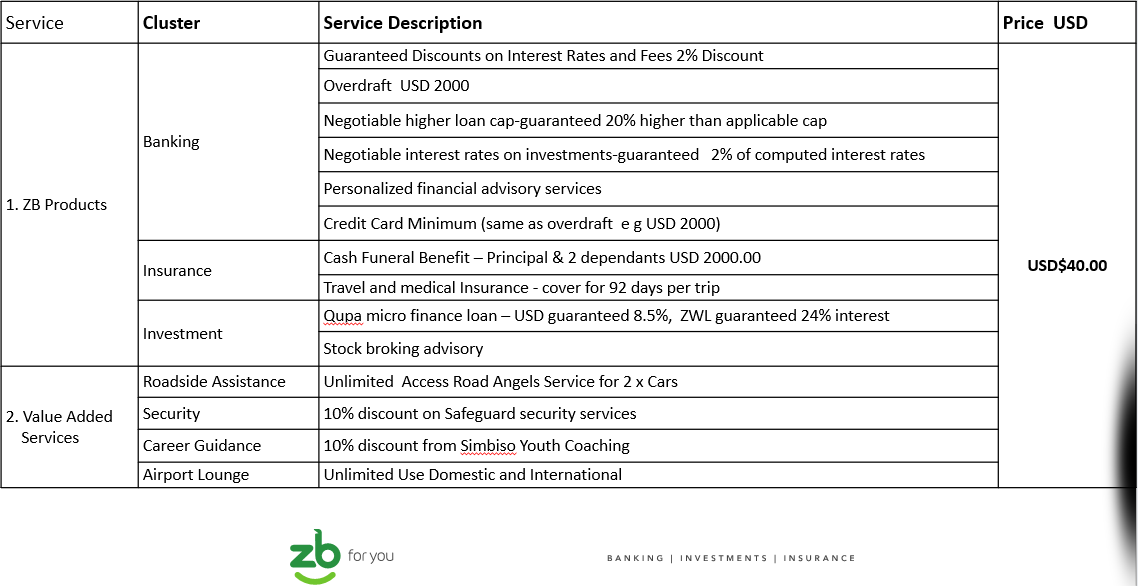 Service Cluster Service Description Price USD
Guaranteed Discounts on Interest Rates and Fees 2% Discount
Overdraft USD 2000
Negotiable higher loan cap-guaranteed 20% higher than applicable cap
Banking
Negotiable interest rates on investments-guaranteed 2% of computed interest rates
Personalized financial advisory services
1. ZB Products
Credit Card Minimum (same as overdraft e g USD 2000)
Cash Funeral Benefit – Principal & 2 dependants USD 2000.00
Insurance
USD$40.00
Travel and medical Insurance - cover for 92 days per trip
Qupa micro finance loan – USD guaranteed 8.5%, ZWL guaranteed 24% interest
Investment
Stock broking advisory
Roadside Assistance Unlimited Access Road Angels Service for 2 x Cars
2. Value Added
Services
Security 10% discount on Safeguard security services
Career Guidance 10% discount from Simbiso Youth Coaching
Airport Lounge Unlimited Use Domestic and International
zb for you
BANKING | INVESTMENTS | INSURANCE